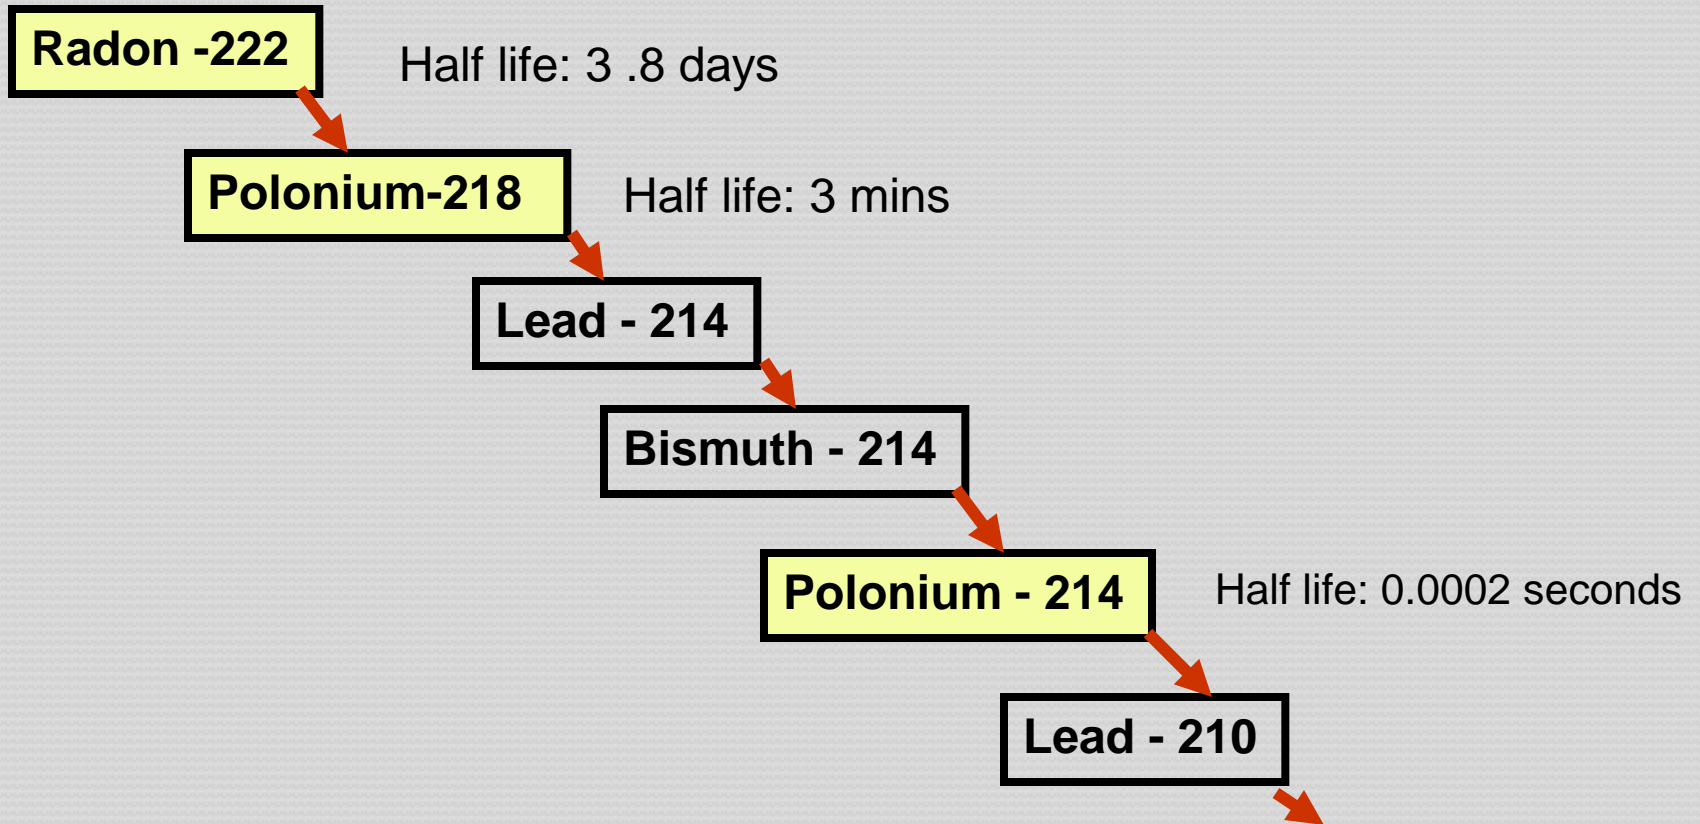 Radon -222
Half life: 3 .8 days
Polonium-218
Half life: 3 mins
Lead - 214
Bismuth - 214
Polonium - 214
Half life: 0.0002 seconds
Lead - 210